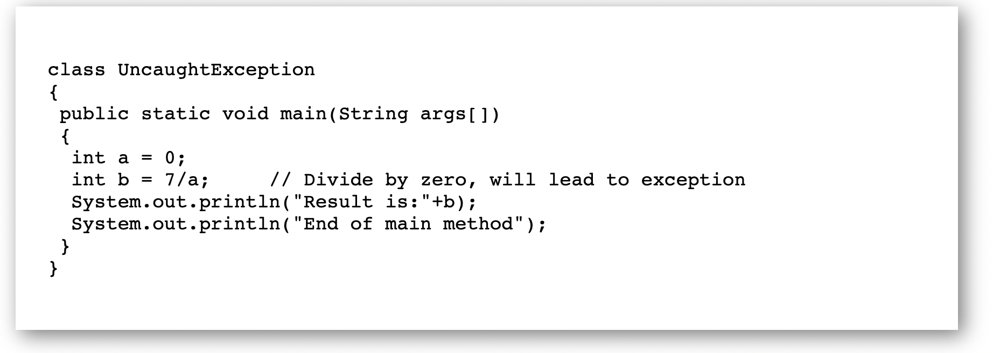 class UncaughtException
{
 public static void main(String args[])
 {
  int a = 0;
  int b = 7/a;     // Divide by zero, will lead to exception
  System.out.println("Result is:"+b);
  System.out.println("End of main method");
 }
}